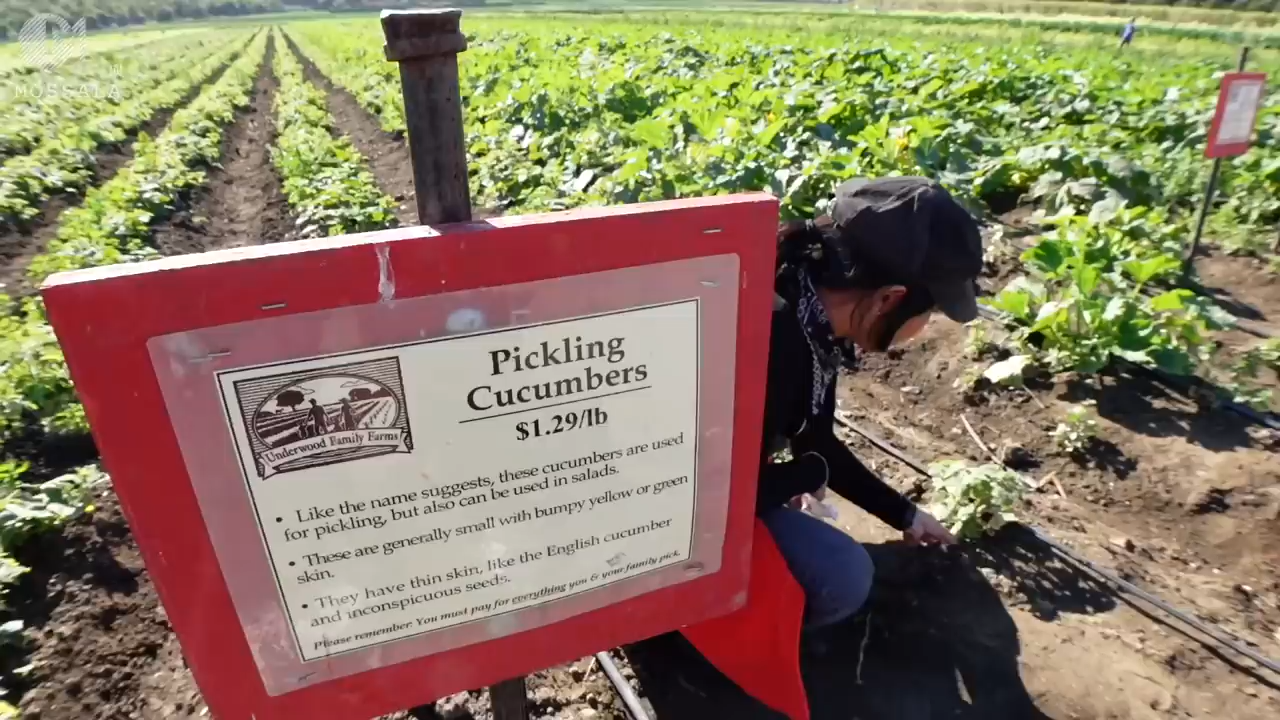 MOSSALA
Pickling
Cucumbers
$1.29/lb
Underwood Family Farms
• Like the name suggests, these cucumbers are used
for pickling, but also can be used in salads.
• These are generally small with bumpy yellow or green
skin.
• They have thin skin, like the English cucumber
and inconspicuous seeds.
Please remember: You must pay for everything you & your family pick.